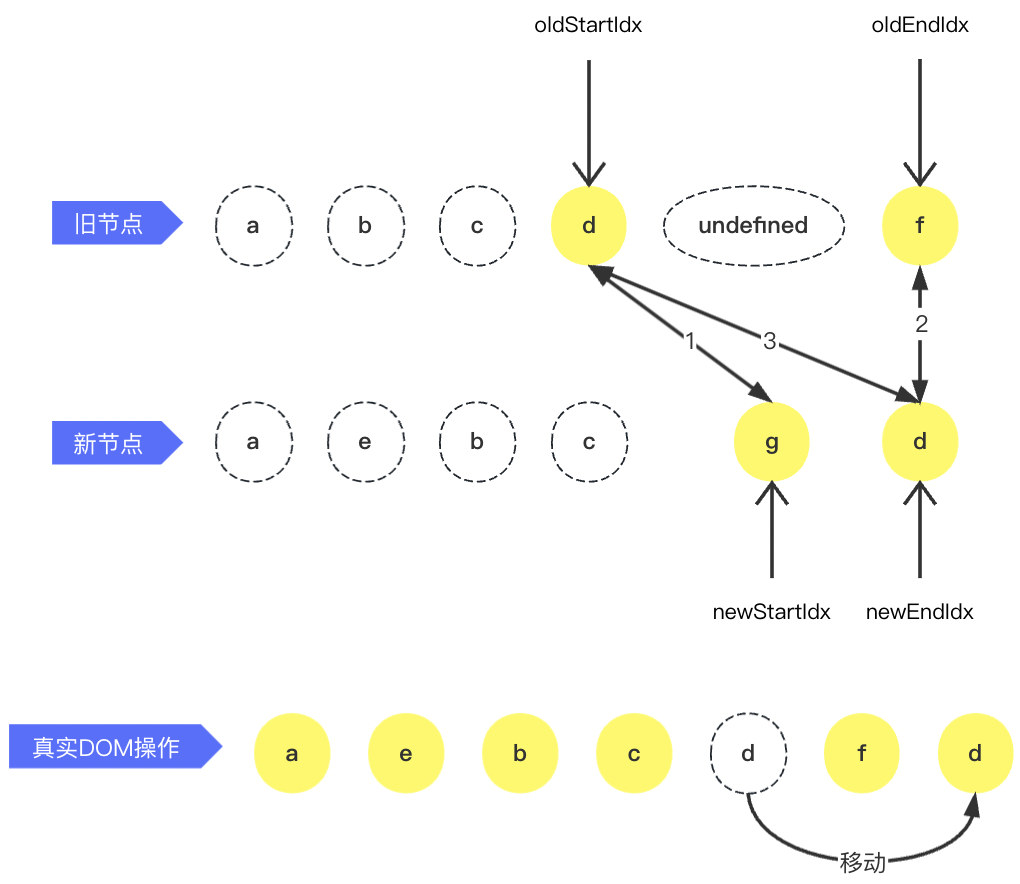 oldStartIdx oldEndIdx
旧节点 a b c d undefined f
1 3 2
新节点 a e b c g d
newStartIdx newEndIdx
真实DOM操作 a e b c d f d
移动